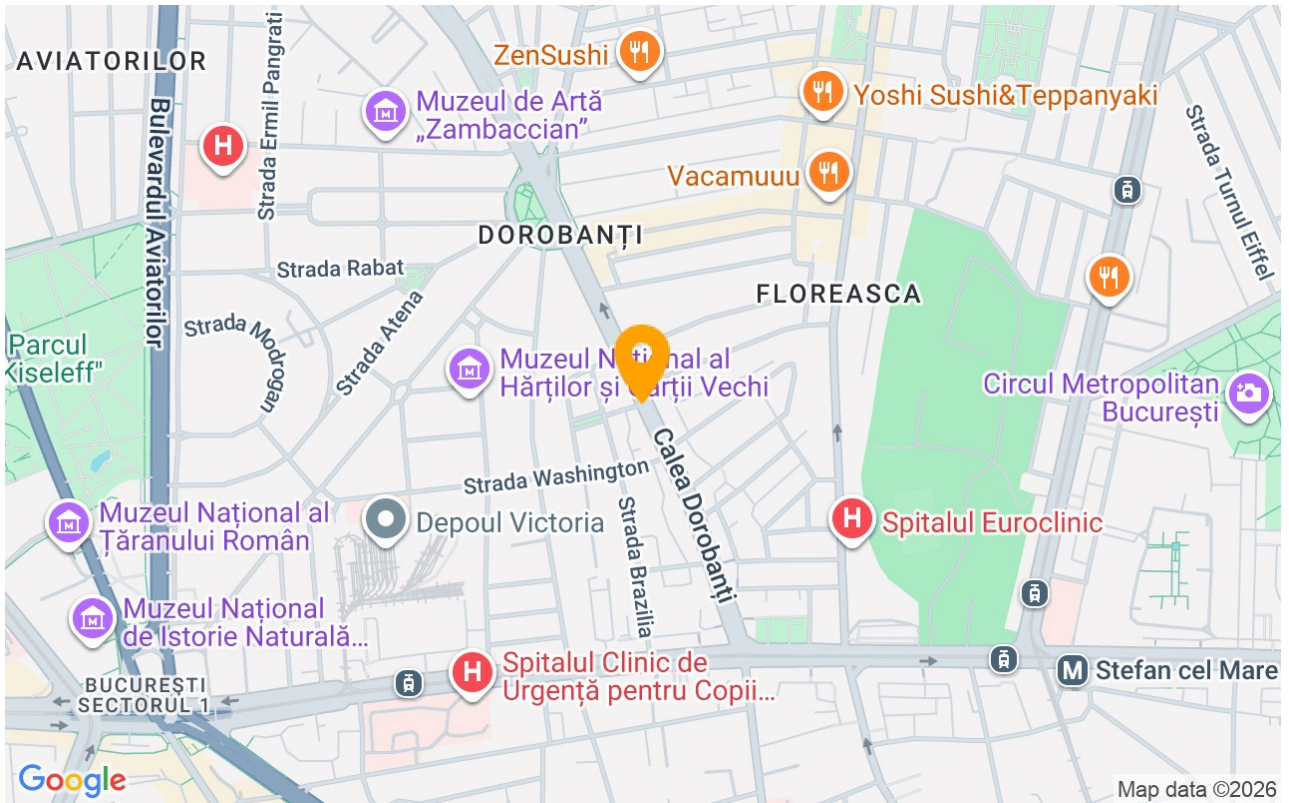 AVIATORILOR
Strada Ermil Pangrati
Bulevardul Aviatorilor
ZenSushi
Muzeul de Artă
„Zambaccian”
Yoshi Sushi&Teppanyaki
Vacamuuu
Strada Turnul Eiffel
DOROBANȚI
Strada Rabat
FLOREASCA
Strada Modrogan
Strada Atena
Parcul
Kiseleff"
Muzeul Național al
Hărților și Cărții Vechi
Circul Metropolitan
București
Calea Dorobanți
Strada Washington
Strada Brazilia
Muzeul Național al
Țăranului Român
Depoul Victoria
Spitalul Euroclinic
Muzeul Național
de Istorie Naturală...
Spitalul Clinic de
Urgență pentru Copii...
M Stefan cel Mare
BUCUREȘTI
SECTORUL 1
H
H
H
Google
Map data ©2026